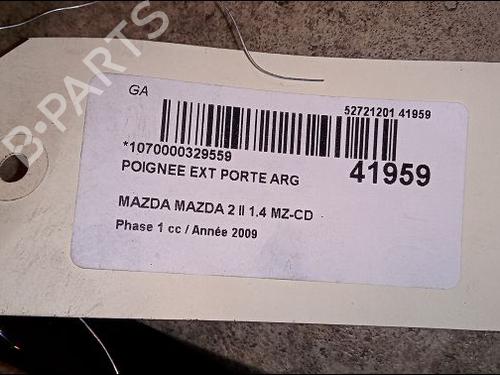 B-PARTS
GA
52721201 41959
*1070000329559
41959
POIGNEE EXT PORTE ARG
MAZDA MAZDA 2 II 1.4 MZ-CD
Phase 1 cc / Année 2009